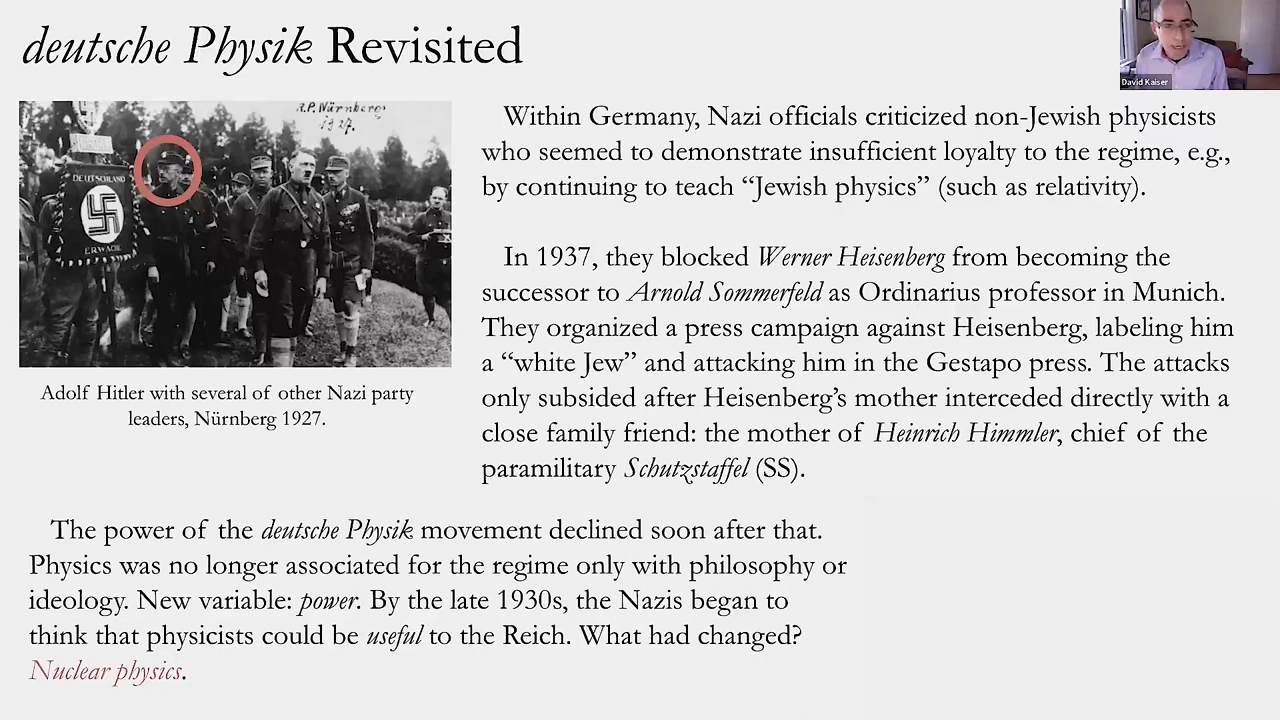 deutsche Physik Revisited
David Kaiser
R.P. Nürnberg
1927.
DEUTSCHLAND
ERWACHE
Adolf Hitler with several of other Nazi party
leaders, Nürnberg 1927.
Within Germany, Nazi officials criticized non-Jewish physicists
who seemed to demonstrate insufficient loyalty to the regime, e.g.,
by continuing to teach “Jewish physics” (such as relativity).
In 1937, they blocked Werner Heisenberg from becoming the
successor to Arnold Sommerfeld as Ordinarius professor in Munich.
They organized a press campaign against Heisenberg, labeling him
a “white Jew” and attacking him in the Gestapo press. The attacks
only subsided after Heisenberg’s mother interceded directly with a
close family friend: the mother of Heinrich Himmler, chief of the
paramilitary Schutzstaffel (SS).
The power of the deutsche Physik movement declined soon after that.
Physics was no longer associated for the regime only with philosophy or
ideology. New variable: power. By the late 1930s, the Nazis began to
think that physicists could be useful to the Reich. What had changed?
Nuclear physics.